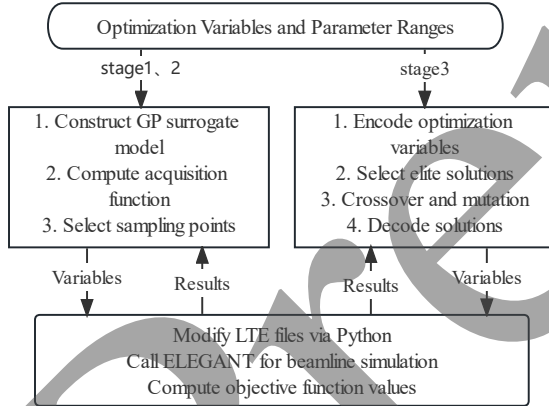 Optimization Variables and Parameter Ranges
stage1、2
stage3
1. Construct GP surrogate
model
2. Compute acquisition
function
3. Select sampling points
1. Encode optimization
variables
2. Select elite solutions
3. Crossover and mutation
4. Decode solutions
Variables
Results
Results
Variables
Modify LTE files via Python
Call ELEGANT for beamline simulation
Compute objective function values